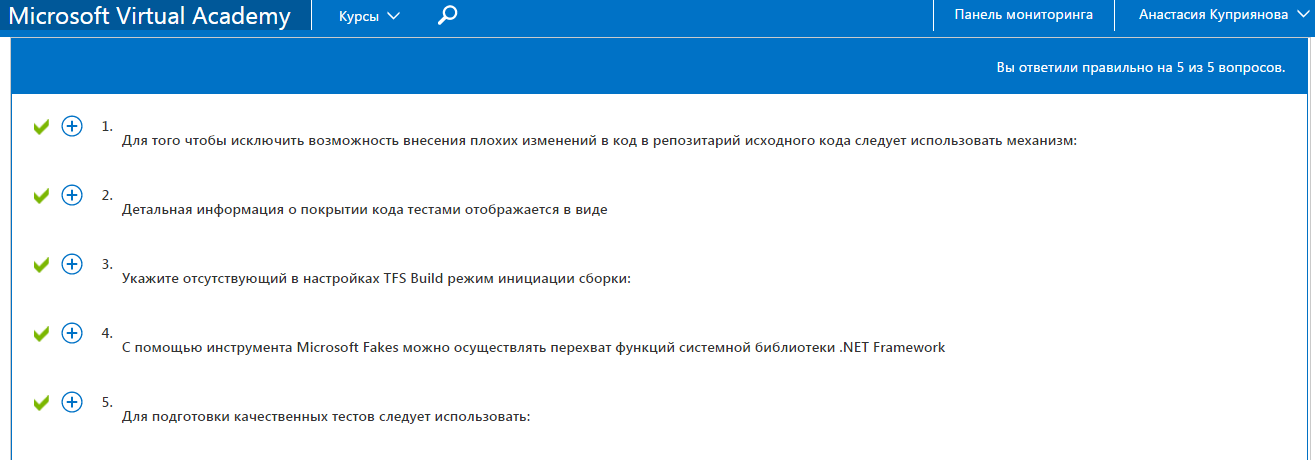 Microsoft Virtual Academy Курсы Панель мониторинга Анастасия Куприянова
Вы ответили правильно на 5 из 5 вопросов.
1.
Для того чтобы исключить возможность внесения плохих изменений в код в репозитарий исходного кода следует использовать механизм:
2.
Детальная информация о покрытии кода тестами отображается в виде
3.
Укажите отсутствующий в настройках TFS Build режим инициации сборки:
4.
С помощью инструмента Microsoft Fakes можно осуществлять перехват функций системной библиотеки .NET Framework
5.
Для подготовки качественных тестов следует использовать: